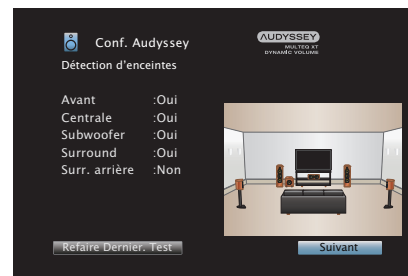 Conf. Audyssey
AUDYSSEY
MULTEQ XT
DYNAMIC VOLUME
Détection d'enceintes
Avant :Oui
Centrale :Oui
Subwoofer :Oui
Surround :Oui
Surr. arrière :Non
Refaire Dernier. Test
Suivant